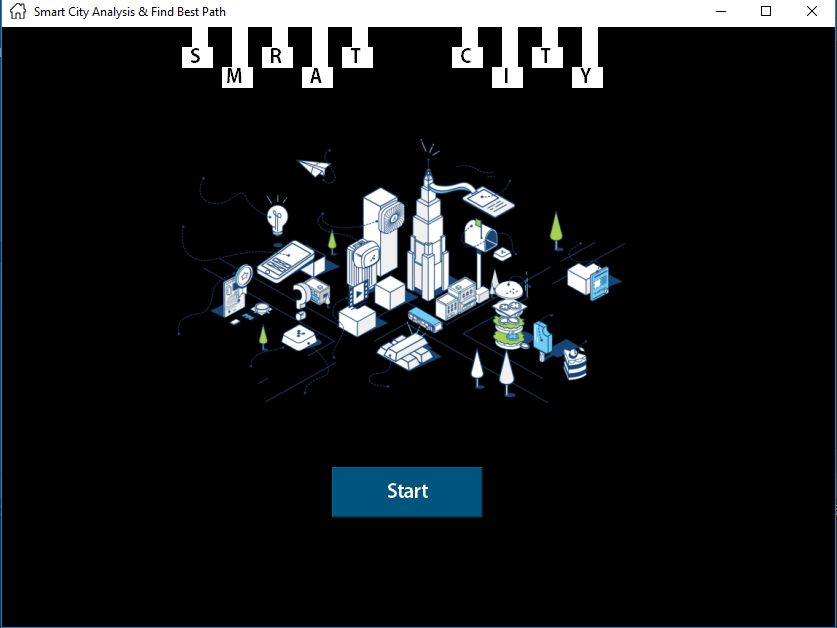 Smart City Analysis & Find Best Path
S M R A T C I T Y
Start